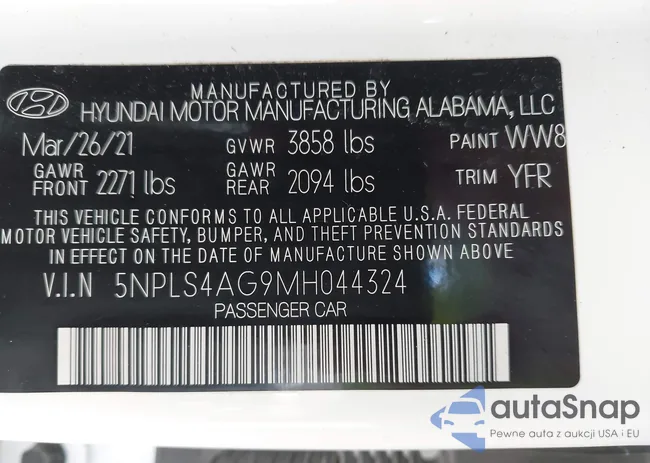 MANUFACTURED BY
HYUNDAI MOTOR MANUFACTURING ALABAMA, LLC
Mar/26/21 GVWR 3858 lbs PAINT WW8
GAWR FRONT 2271 lbs GAWR REAR 2094 lbs TRIM YFR
THIS VEHICLE CONFORMS TO ALL APPLICABLE U.S.A. FEDERAL
MOTOR VEHICLE SAFETY, BUMPER, AND THEFT PREVENTION STANDARDS
IN EFFECT ON THE DATE OF MANUFACTURE SHOWN ABOVE
V.I.N 5NPLS4AG9MH044324
PASSENGER CAR
autaSnap
Pewne auta z aukcji USA i EU